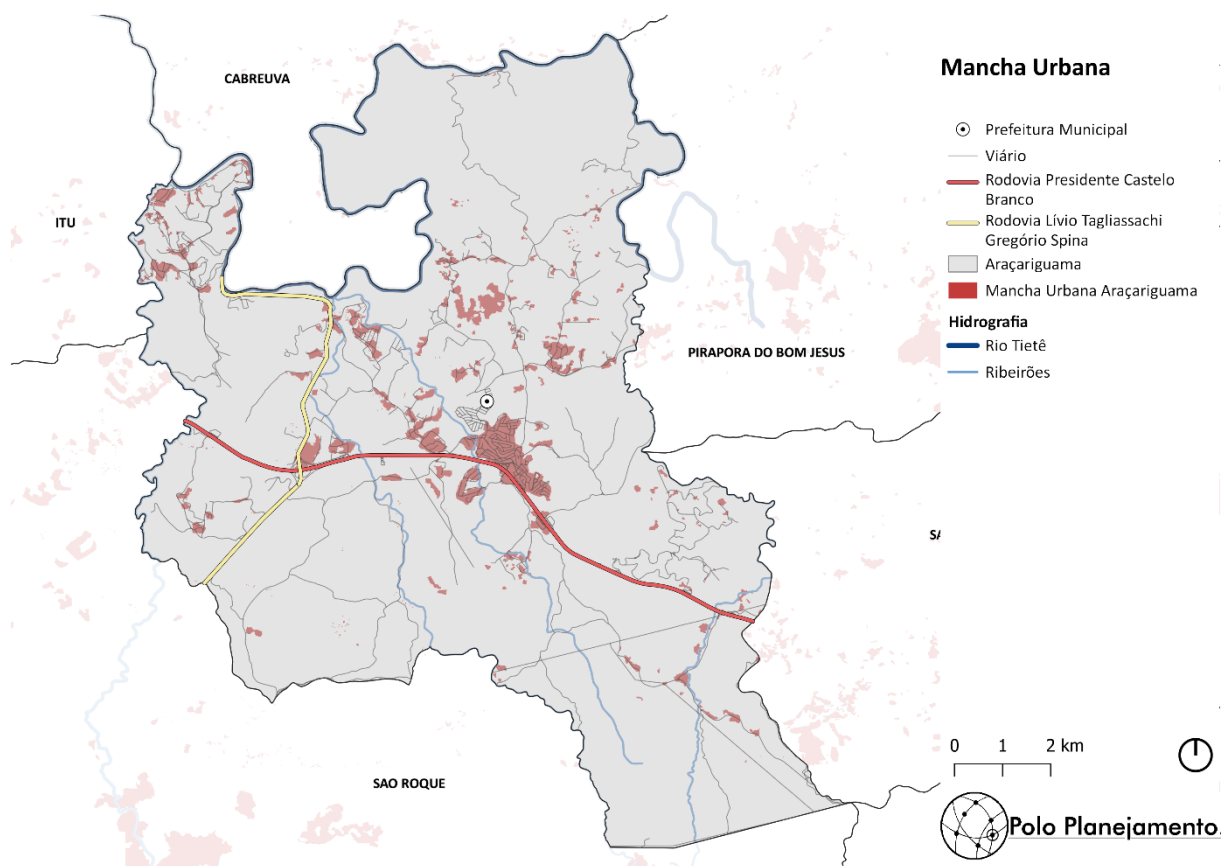 CABREUVA
ITU
PIRAPORA DO BOM JESUS
SA
SAO ROQUE
Mancha Urbana
Prefeitura Municipal
Viário
Rodovia Presidente Castelo
Branco
Rodovia Lívio Tagliassachi
Gregório Spina
Araçariguama
Mancha Urbana Araçariguama
Hidrografia
Rio Tietê
Ribeirões
0 1 2 km
Polo Planejamento.